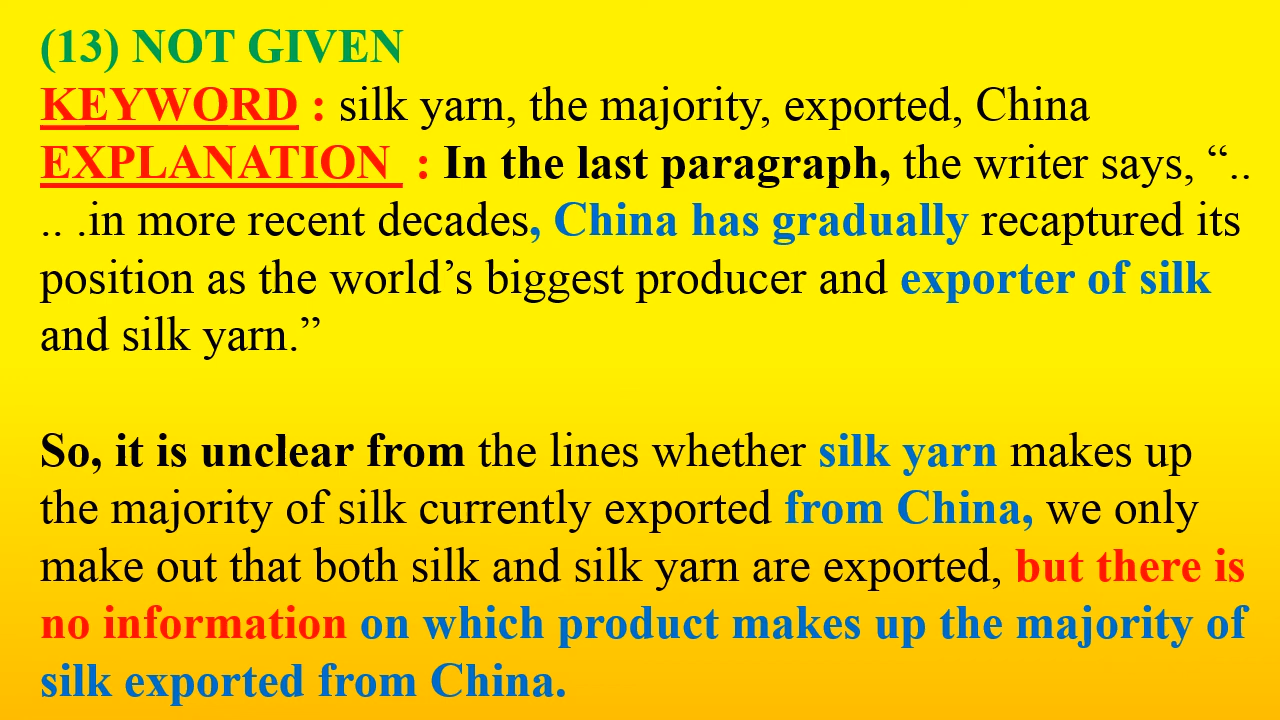 (13) NOT GIVEN
KEYWORD : silk yarn, the majority, exported, China
EXPLANATION  : In the last paragraph, the writer says, “..
.. .in more recent decades, China has gradually recaptured its
position as the world’s biggest producer and exporter of silk
and silk yarn.”
So, it is unclear from the lines whether silk yarn makes up
the majority of silk currently exported from China, we only
make out that both silk and silk yarn are exported, but there is
no information on which product makes up the majority of
silk exported from China.